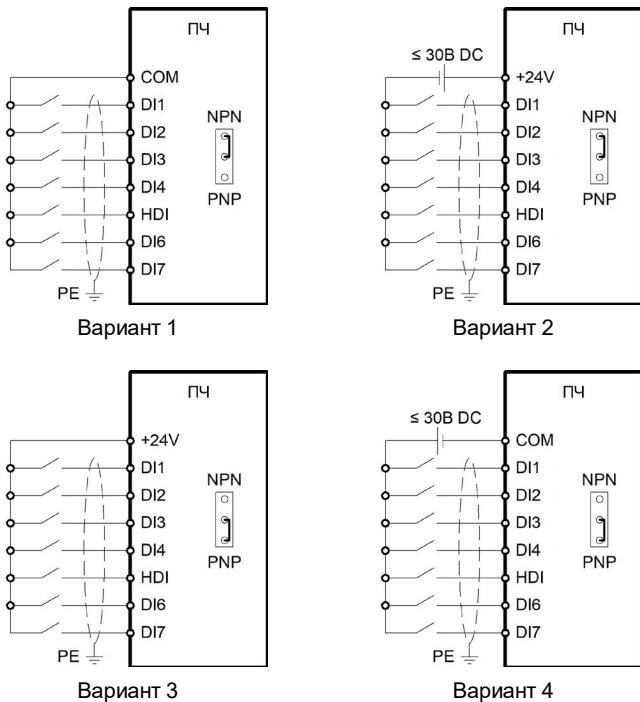 ПЧ
COM
DI1
DI2
DI3
DI4
HDI
DI6
DI7
NPN
PNP
PE
Вариант 1
ПЧ
≤ 30В DC
+24V
DI1
DI2
DI3
DI4
HDI
DI6
DI7
NPN
PNP
PE
Вариант 2
ПЧ
+24V
DI1
DI2
DI3
DI4
HDI
DI6
DI7
NPN
PNP
PE
Вариант 3
ПЧ
≤ 30В DC
COM
DI1
DI2
DI3
DI4
HDI
DI6
DI7
NPN
PNP
PE
Вариант 4